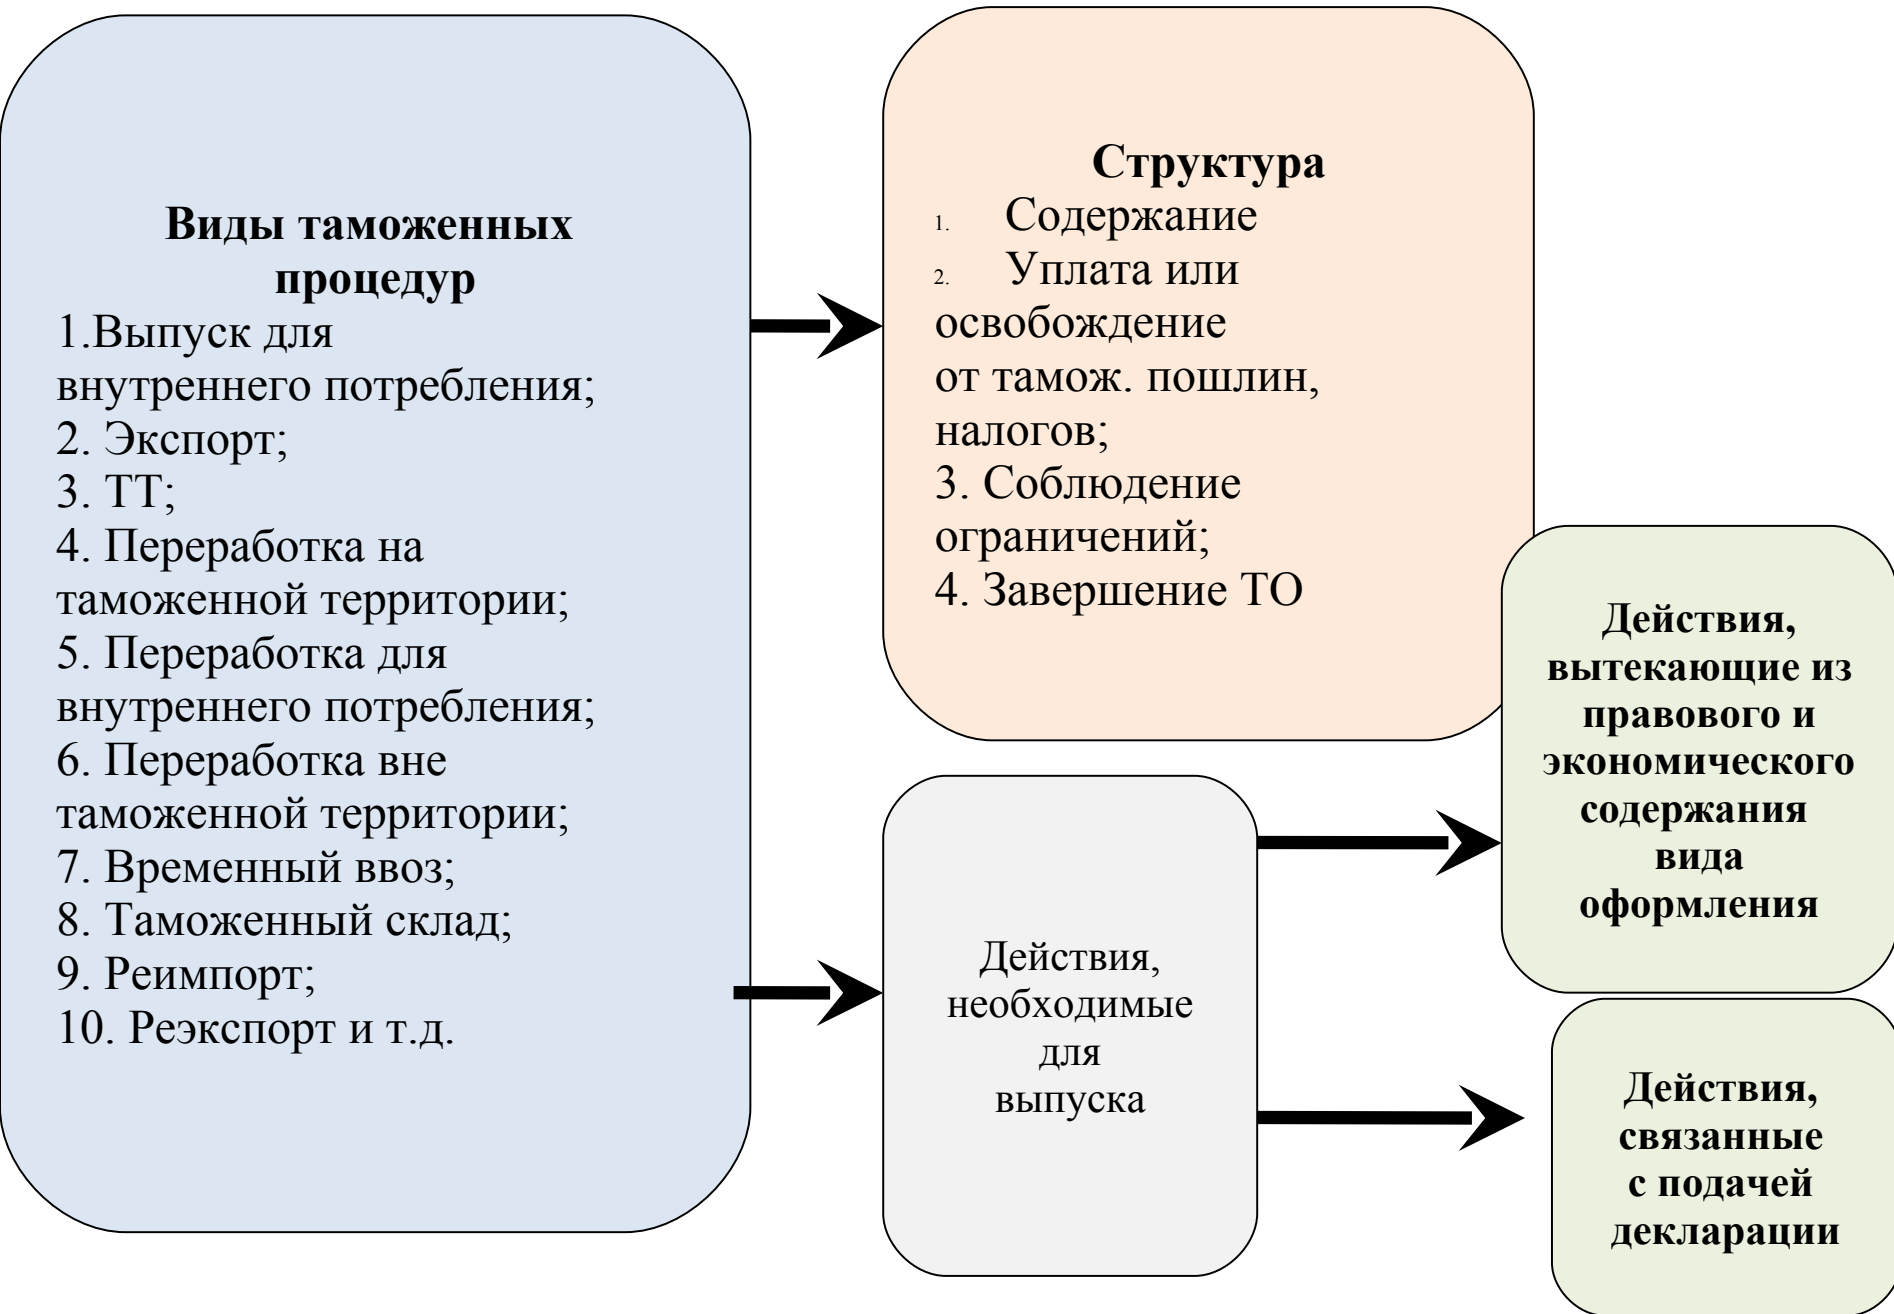 Виды таможенных
процедур
1.Выпуск для
внутреннего потребления;
2. Экспорт;
3. ТТ;
4. Переработка на
таможенной территории;
5. Переработка для
внутреннего потребления;
6. Переработка вне
таможенной территории;
7. Временный ввоз;
8. Таможенный склад;
9. Реимпорт;
10. Реэкспорт и т.д.
Структура
1. Содержание
2. Уплата или
освобождение
от тамож. пошлин,
налогов;
3. Соблюдение
ограничений;
4. Завершение ТО
Действия,
необходимые
для
выпуска
Действия,
вытекающие из
правового и
экономического
содержания
вида
оформления
Действия,
связанные
с подачей
декларации